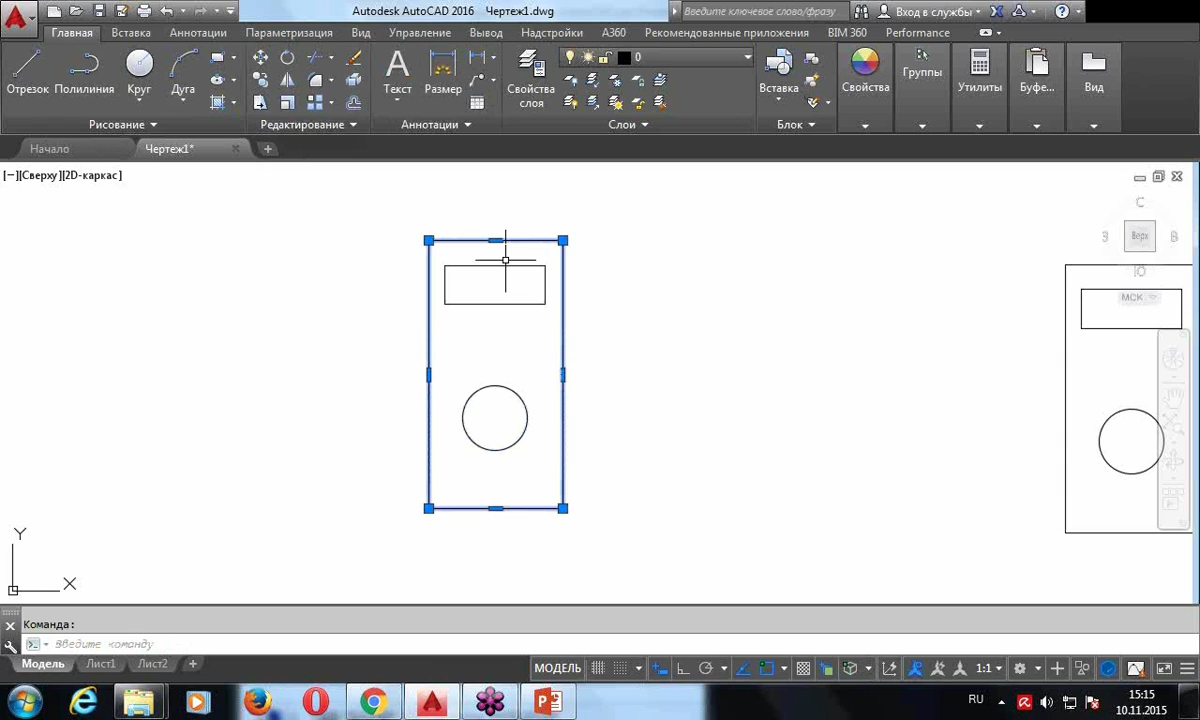 Autodesk AutoCAD 2016 Чертеж1.dwg
Введите ключевое слово/фразу
Вход в службы
Главная Вставка Аннотации Параметризация Вид Управление Вывод Надстройки A360 Рекомендованные приложения BIM 360 Performance
0
Отрезок Полилиния Круг Дуга Текст Размер Свойства слоя Вставка Свойства Группы Утилиты Буфе... Вид
Рисование Редактирование Аннотации Слои Блок
Начало Чертеж1*
[−][Сверху][2D-каркас]
С
З Верх В
Ю
МСК
Y
X
Команда:
Введите команду
Модель Лист1 Лист2
МОДЕЛЬ 1:1
RU 15:15
10.11.2015